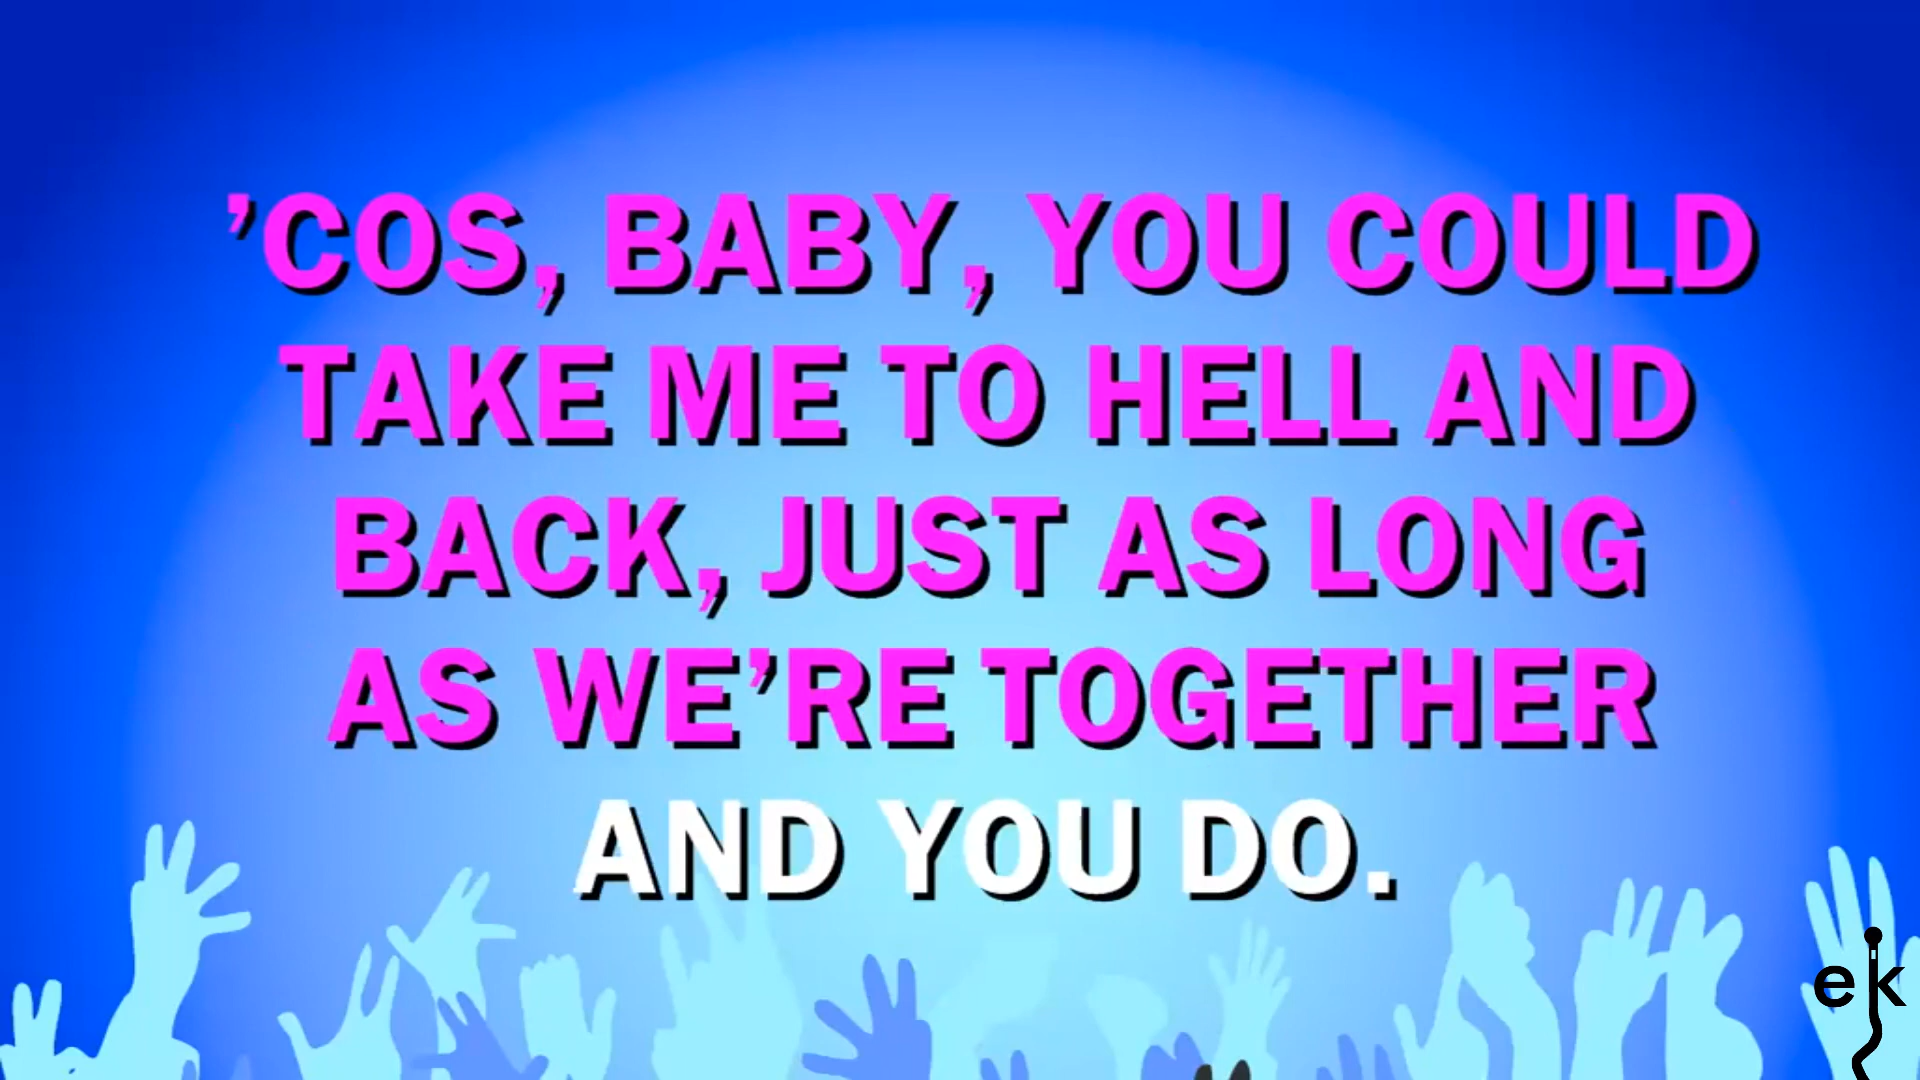 ’COS, BABY, YOU COULD
TAKE ME TO HELL AND
BACK, JUST AS LONG
AS WE’RE TOGETHER
AND YOU DO.
ek